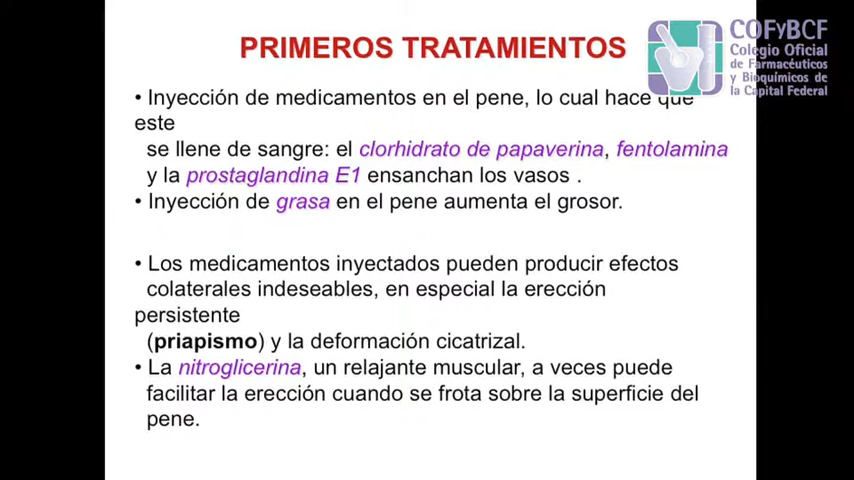 PRIMEROS TRATAMIENTOS
COFyBCF
Colegio Oficial
de Farmacéuticos
y Bioquímicos de
la Capital Federal
• Inyección de medicamentos en el pene, lo cual hace que
este
se llene de sangre: el clorhidrato de papaverina, fentolamina
y la prostaglandina E1 ensanchan los vasos .
• Inyección de grasa en el pene aumenta el grosor.
• Los medicamentos inyectados pueden producir efectos
colaterales indeseables, en especial la erección
persistente
(priapismo) y la deformación cicatrizal.
• La nitroglicerina, un relajante muscular, a veces puede
facilitar la erección cuando se frota sobre la superficie del
pene.